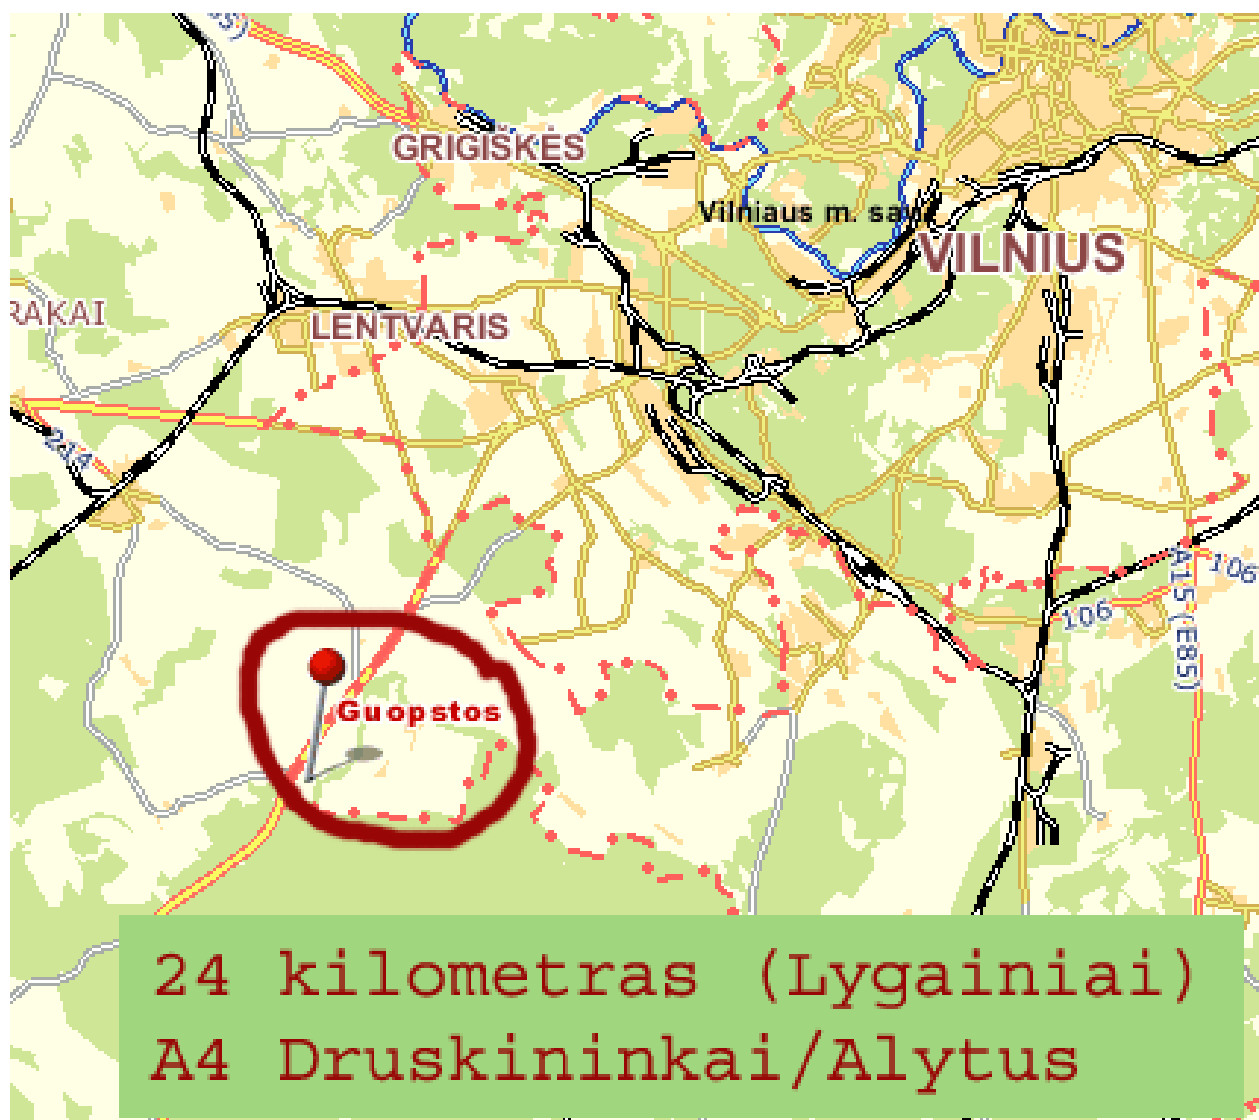 GRIGIŠKĖS
Vilniaus m. sav.
VILNIUS
RAKAI
LENTVARIS
214
106
A15 (E85)
106
Guopstos
24 kilometras (Lygainiai)
A4 Druskininkai/Alytus